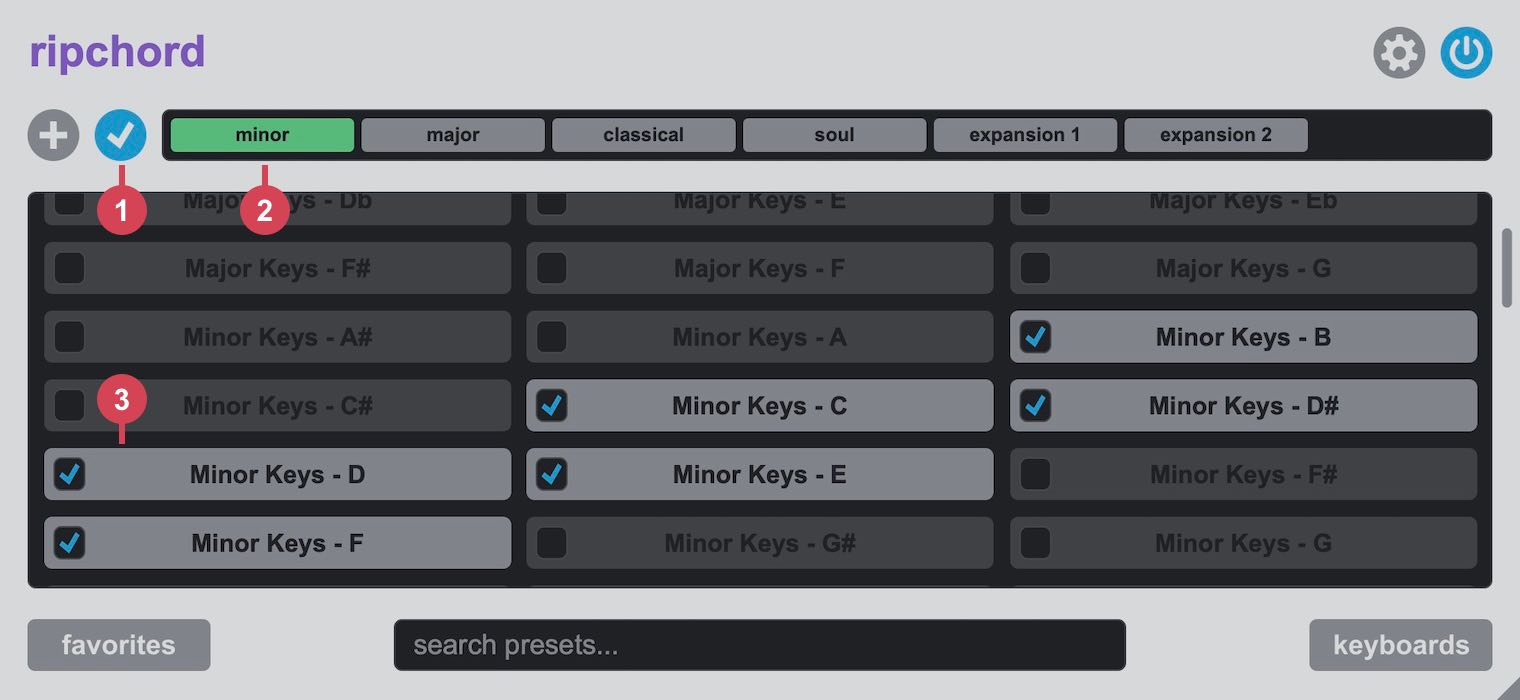 ripchord
minor major classical soul expansion 1 expansion 2
1 2
Major Keys - Db Major Keys - E Major Keys - Eb
Major Keys - F# Major Keys - F Major Keys - G
Minor Keys - A# Minor Keys - A Minor Keys - B
3 Minor Keys - C# Minor Keys - C Minor Keys - D#
Minor Keys - D Minor Keys - E Minor Keys - F#
Minor Keys - F Minor Keys - G# Minor Keys - G
favorites search presets... keyboards